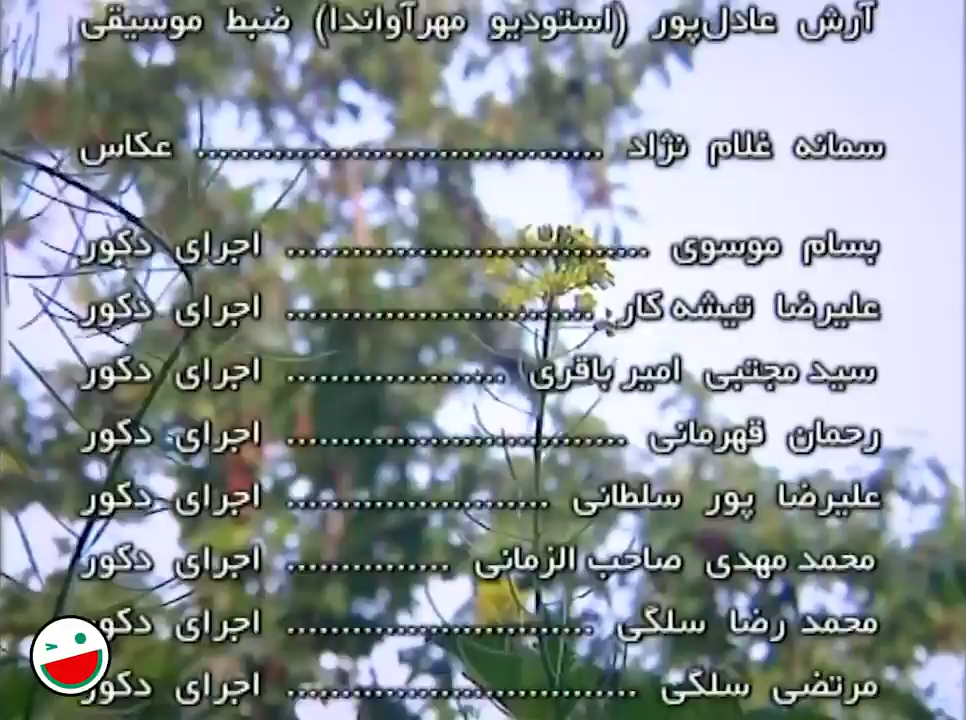 آرش عادل‌پور (استودیو مهرآواندا) ضبط موسیقی
سمانه غلام نژاد ........................................ عکاس
بسام موسوی .................................... اجرای دکور
علیرضا تیشه کار ............................... اجرای دکور
سید مجتبی امیر باقری ...................... اجرای دکور
رحمان قهرمانی .................................. اجرای دکور
علیرضا پور سلطانی .......................... اجرای دکور
محمد مهدی صاحب الزمانی ................ اجرای دکور
محمد رضا سلگی .............................. اجرای دکور
مرتضی سلگی ................................... اجرای دکور